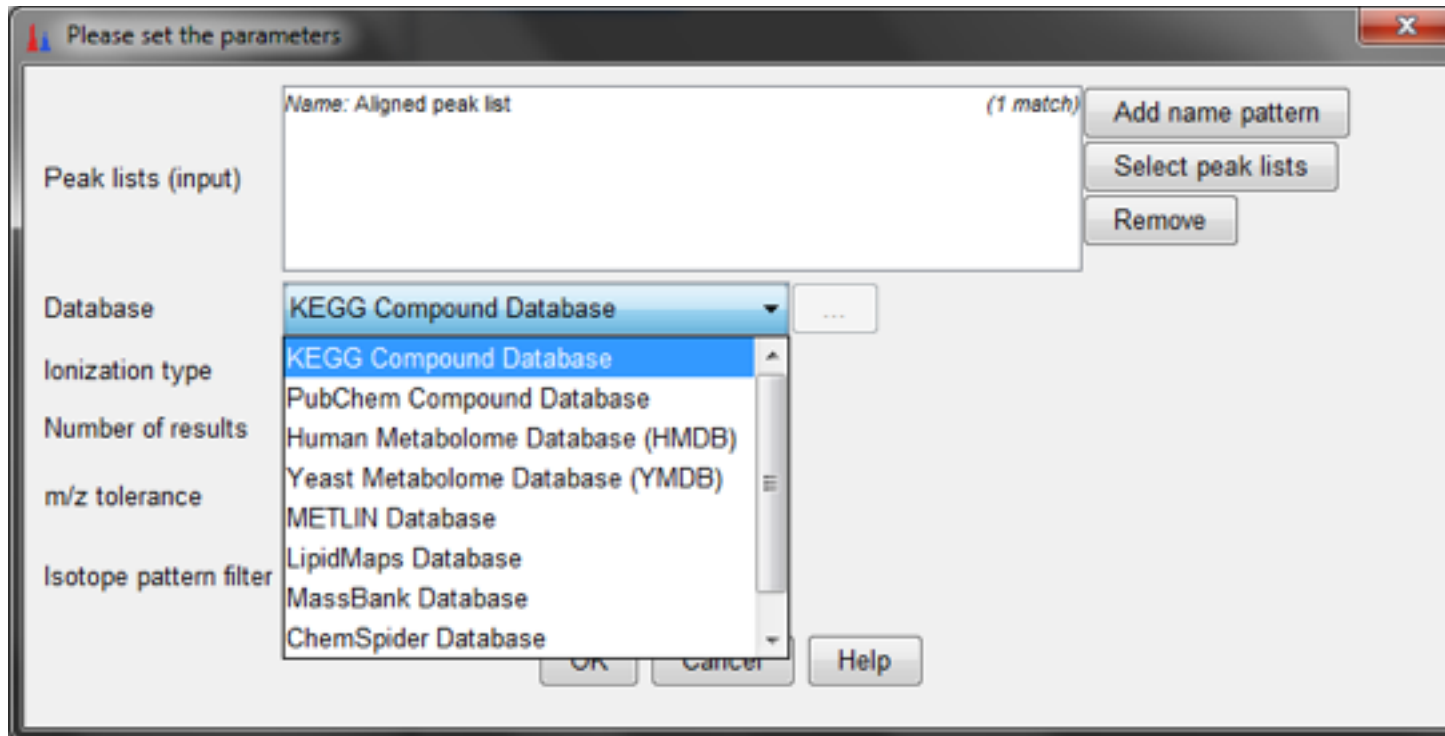 Please set the parameters
Name: Aligned peak list (1 match)
Add name pattern
Peak lists (input)
Select peak lists
Remove
Database
KEGG Compound Database
...
KEGG Compound Database
Ionization type
PubChem Compound Database
Number of results
Human Metabolome Database (HMDB)
Yeast Metabolome Database (YMDB)
m/z tolerance
METLIN Database
LipidMaps Database
Isotope pattern filter
MassBank Database
ChemSpider Database
OK
Cancel
Help